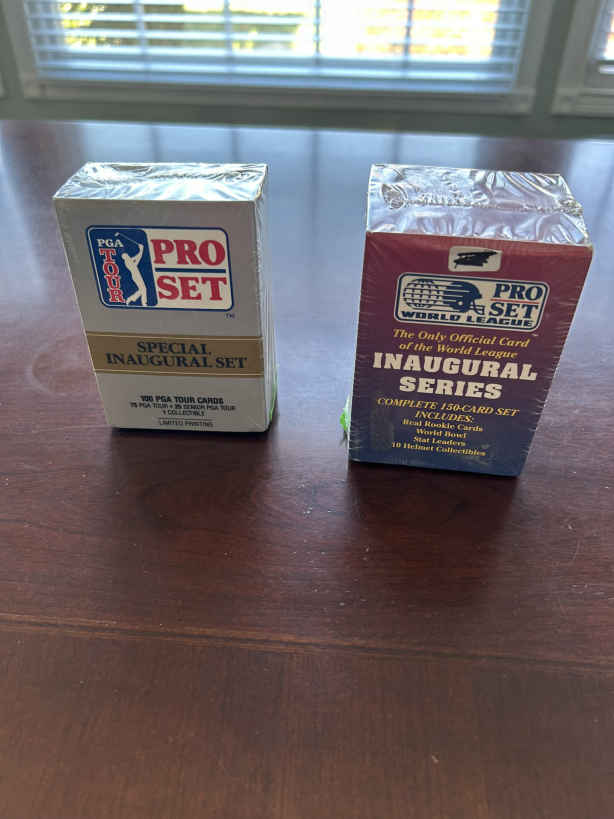 PGA
TOUR
PRO
SET
TM
SPECIAL
INAUGURAL SET
100 PGA TOUR CARDS
75 PGA TOUR • 25 SENIOR PGA TOUR
1 COLLECTIBLE
LIMITED PRINTING
PRO
SET
WORLD LEAGUE
The Only Official Card
of the World League
INAUGURAL
SERIES
COMPLETE 150-CARD SET
INCLUDES:
Real Rookie Cards
World Bowl
Stat Leaders
10 Helmet Collectibles